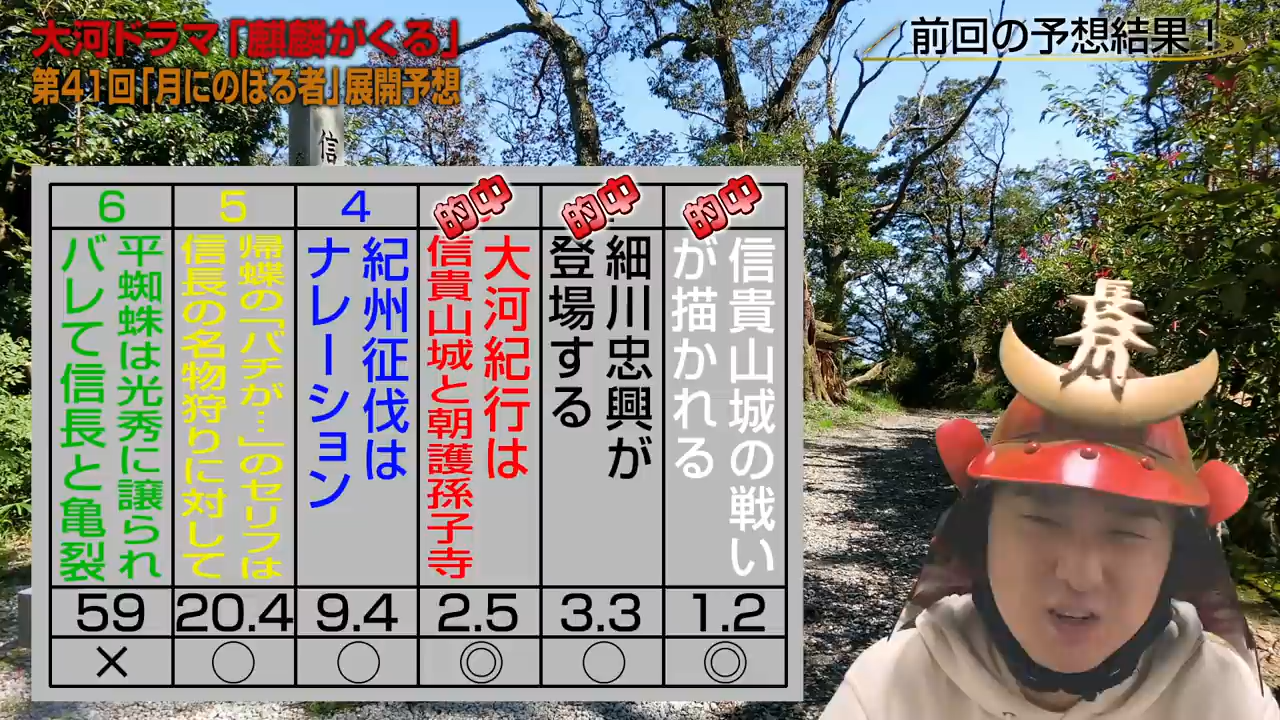 大河ドラマ「麒麟がくる」
第41回「月にのぼる者」展開予想
前回の予想結果！
信
長
川
的中
信貴山城の戦い
が描かれる
1.2
◎
的中
細川忠興が
登場する
3.3
○
的中
大河紀行は
信貴山城と朝護孫子寺
2.5
◎
4
紀州征伐は
ナレーション
9.4
○
5
帰蝶の「バチが…」のセリフは
信長の名物狩りに対して
20.4
○
6
平蜘蛛は光秀に譲られ
バレて信長と亀裂
59
×